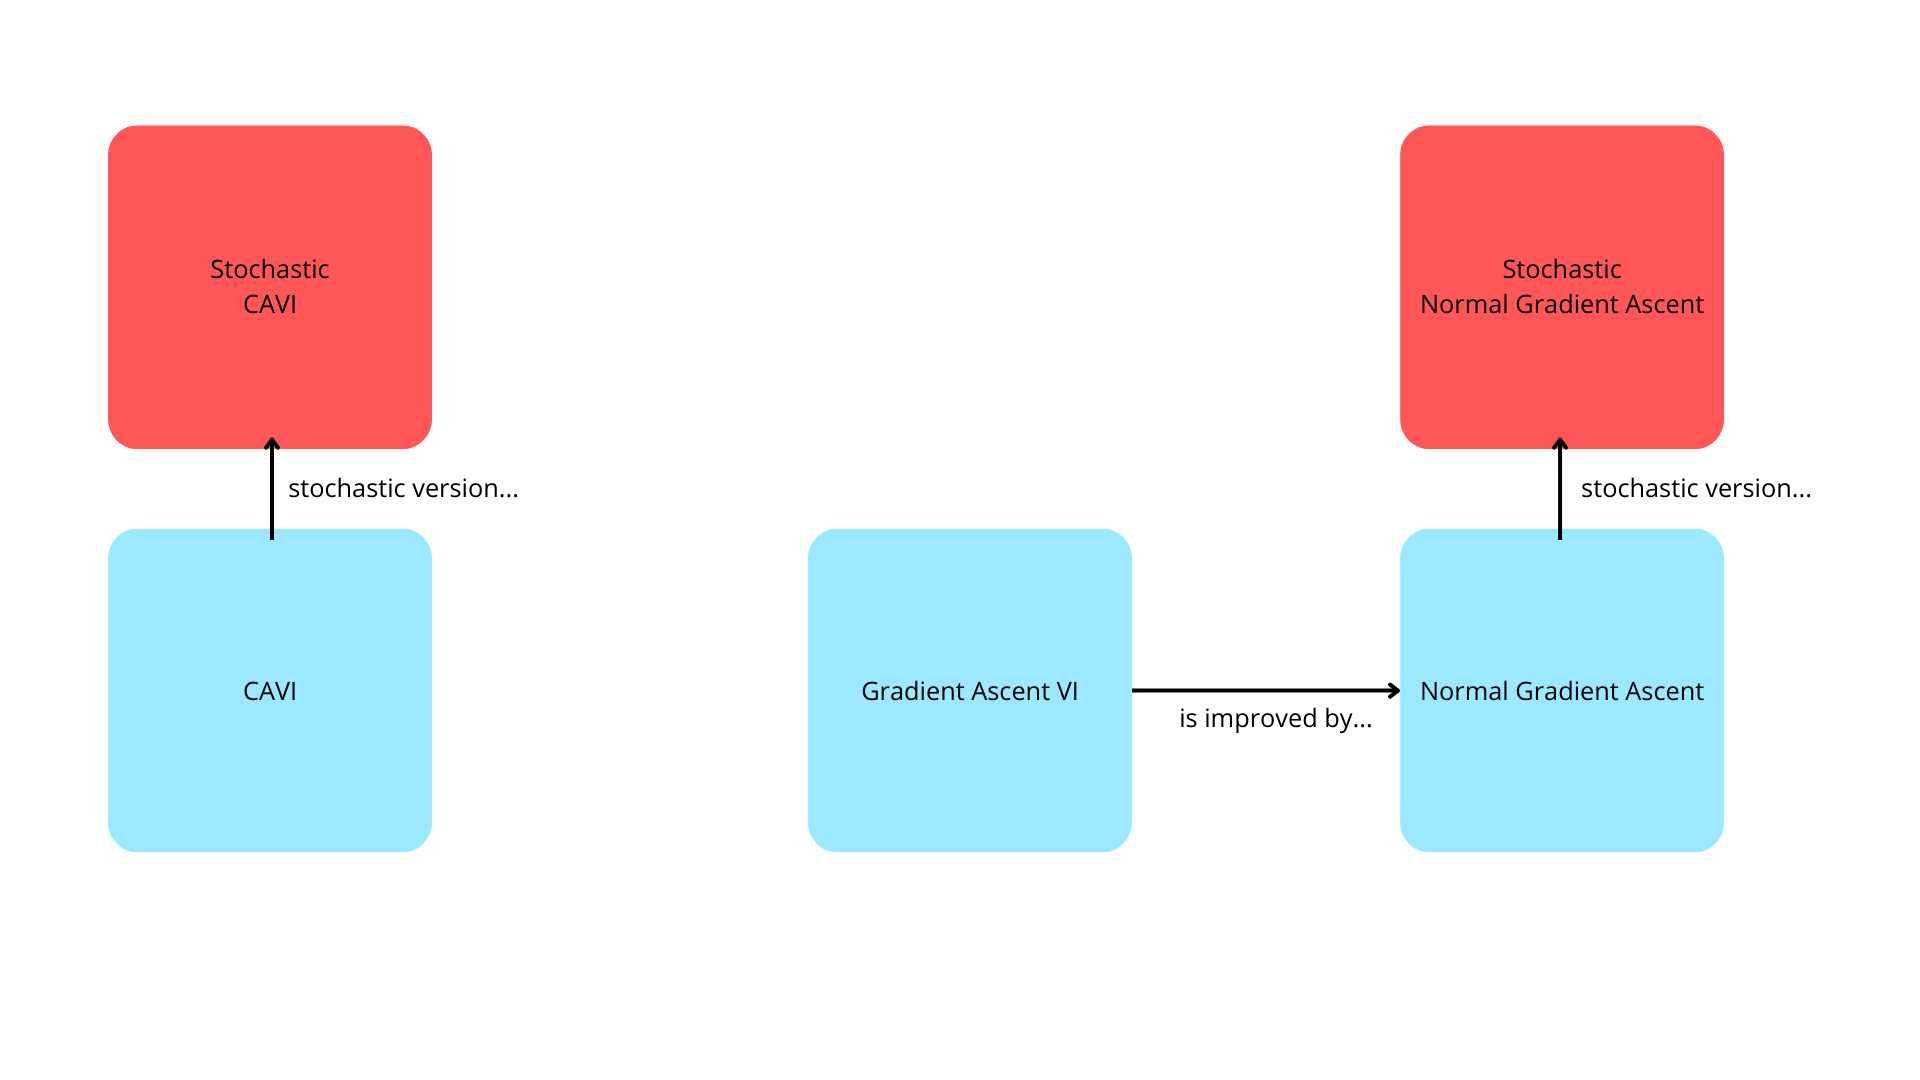 Stochastic
CAVI
Stochastic
Normal Gradient Ascent
stochastic version...
stochastic version...
CAVI
Gradient Ascent VI
Normal Gradient Ascent
is improved by...